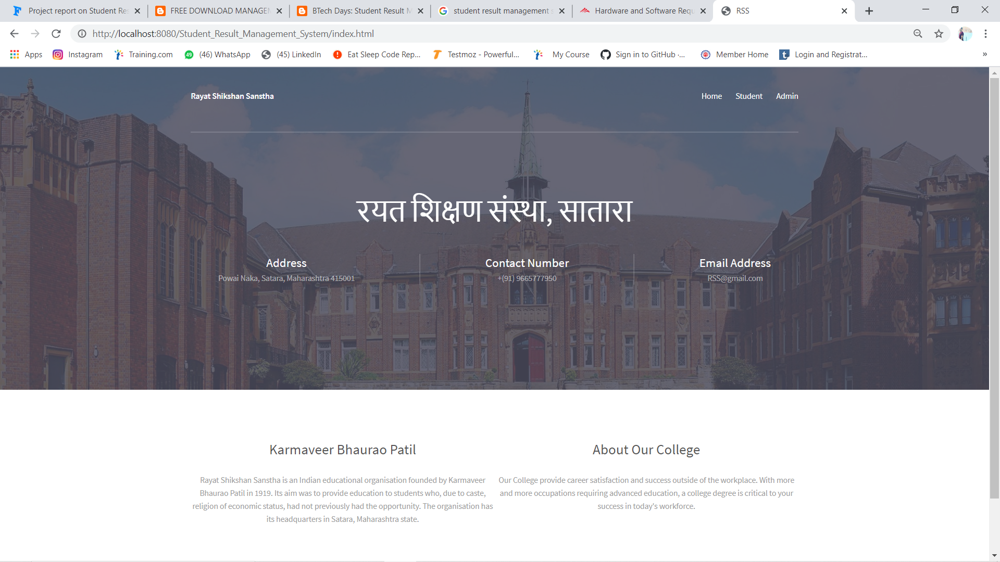 Project report on Student Res
FREE DOWNLOAD MANAGEM
BTech Days: Student Result M
student result management s
Hardware and Software Requ
RSS
http://localhost:8080/Student_Result_Management_System/index.html
Apps
Instagram
Training.com
49
(46) WhatsApp
(45) LinkedIn
Eat Sleep Code Rep...
Testmoz - Powerful...
My Course
Sign in to GitHub ·...
Member Home
Login and Registrat...
»
Rayat Shikshan Sanstha
Home
Student
Admin
रयत शिक्षण संस्था, सातारा
Address
Powai Naka, Satara, Maharashtra 415001
Contact Number
+(91) 9665777950
Email Address
RSS@gmail.com
Karmaveer Bhaurao Patil
Rayat Shikshan Sanstha is an Indian educational organisation founded by Karmaveer
Bhaurao Patil in 1919. Its aim was to provide education to students who, due to caste,
religion of economic status, had not previously had the opportunity. The organisation has
its headquarters in Satara, Maharashtra state.
About Our College
Our College provide career satisfaction and success outside of the workplace. With more
and more occupations requiring advanced education, a college degree is critical to your
success in today's workforce.